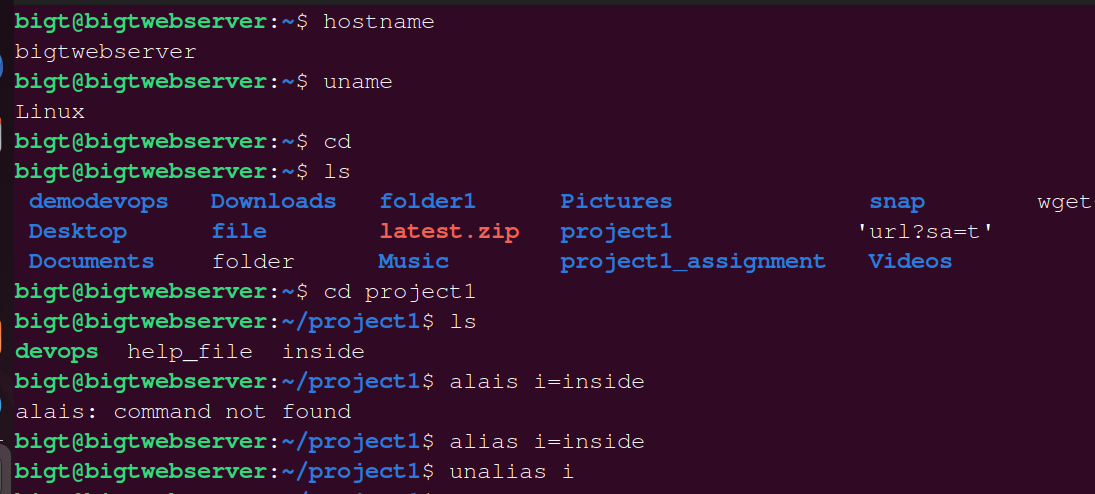 bigt@bigtwebserver:~$ hostname
bigtwebserver
bigt@bigtwebserver:~$ uname
Linux
bigt@bigtwebserver:~$ cd
bigt@bigtwebserver:~$ ls
demodevops Downloads folder1 Pictures snap wget
Desktop file latest.zip project1 'url?sa=t'
Documents folder Music project1_assignment Videos
bigt@bigtwebserver:~$ cd project1
bigt@bigtwebserver:~/project1$ ls
devops help_file inside
bigt@bigtwebserver:~/project1$ alais i=inside
alais: command not found
bigt@bigtwebserver:~/project1$ alias i=inside
bigt@bigtwebserver:~/project1$ unalias i